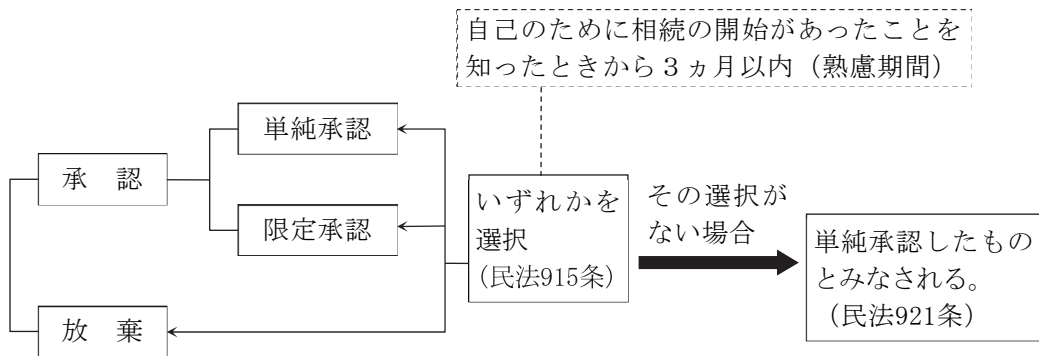 自己のために相続の開始があったことを
知ったときから３ヵ月以内（熟慮期間）
単純承認
承　認
限定承認
放　棄
いずれかを
選択
（民法915条）
その選択が
ない場合
単純承認したもの
とみなされる。
（民法921条）